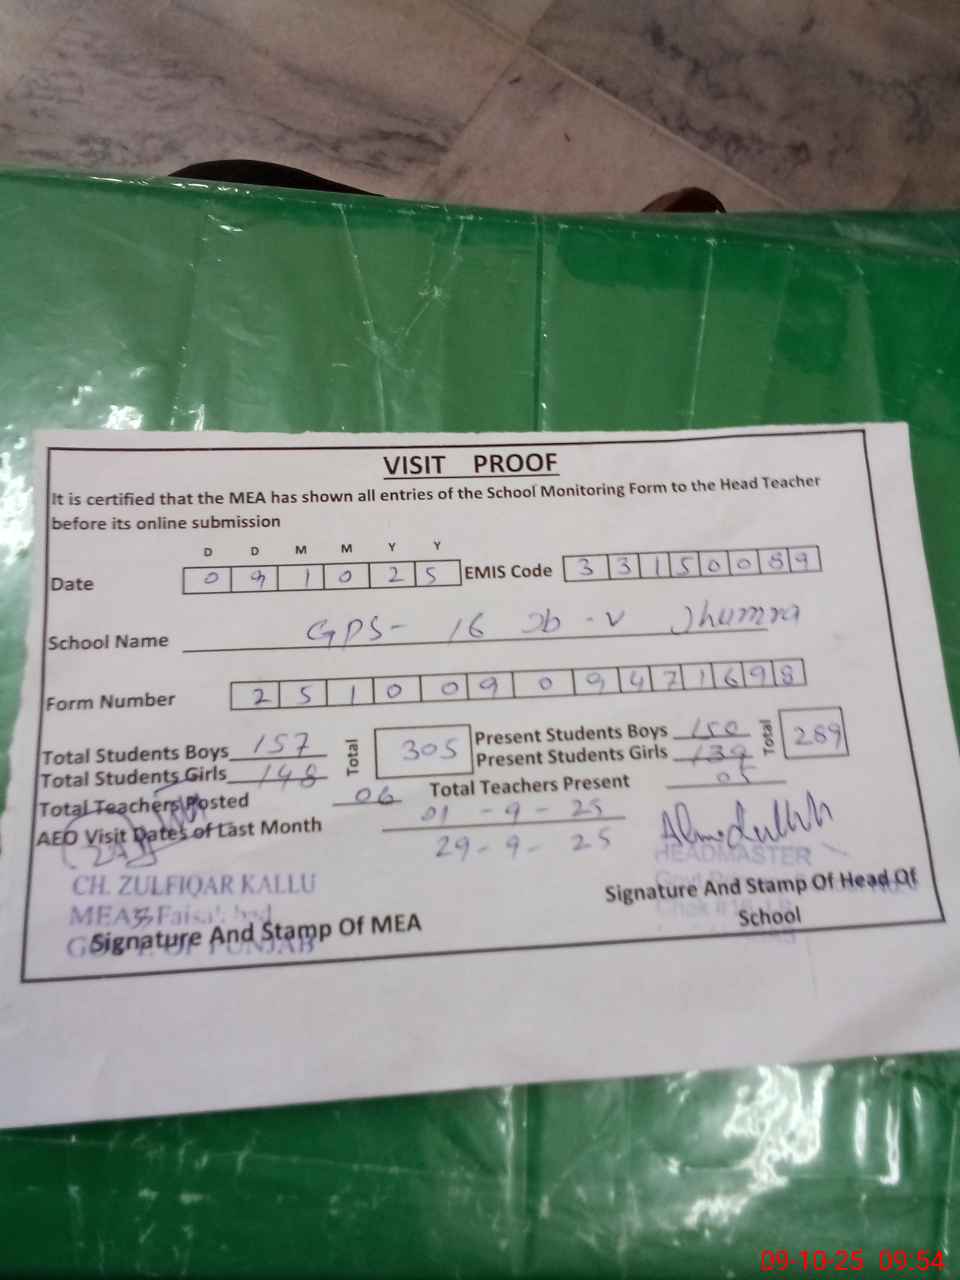 VISIT PROOF
It is certified that the MEA has shown all entries of the School Monitoring Form to the Head Teacher
before its online submission
D D M M Y Y
Date 0 9 1 0 2 5 EMIS Code 3 3 1 5 0 0 8 9
School Name GPS- 16 Jb - V Jhumra
Form Number 2 5 1 0 0 9 0 9 4 7 1 6 9 8
Total Students Boys 157 Total 305 Present Students Boys 150 Total 289
Total Students Girls 148 Present Students Girls 139
Total Teachers Posted 06 Total Teachers Present 05
AEO Visit Dates of Last Month 01 - 9 - 25
29 - 9 - 25
HEADMASTER
CH. ZULFIQAR KALLU
MEA Faisalabad
GOVT. OF PUNJAB
Signature And Stamp Of MEA
Signature And Stamp Of Head Of
School
09-10-25 09:54